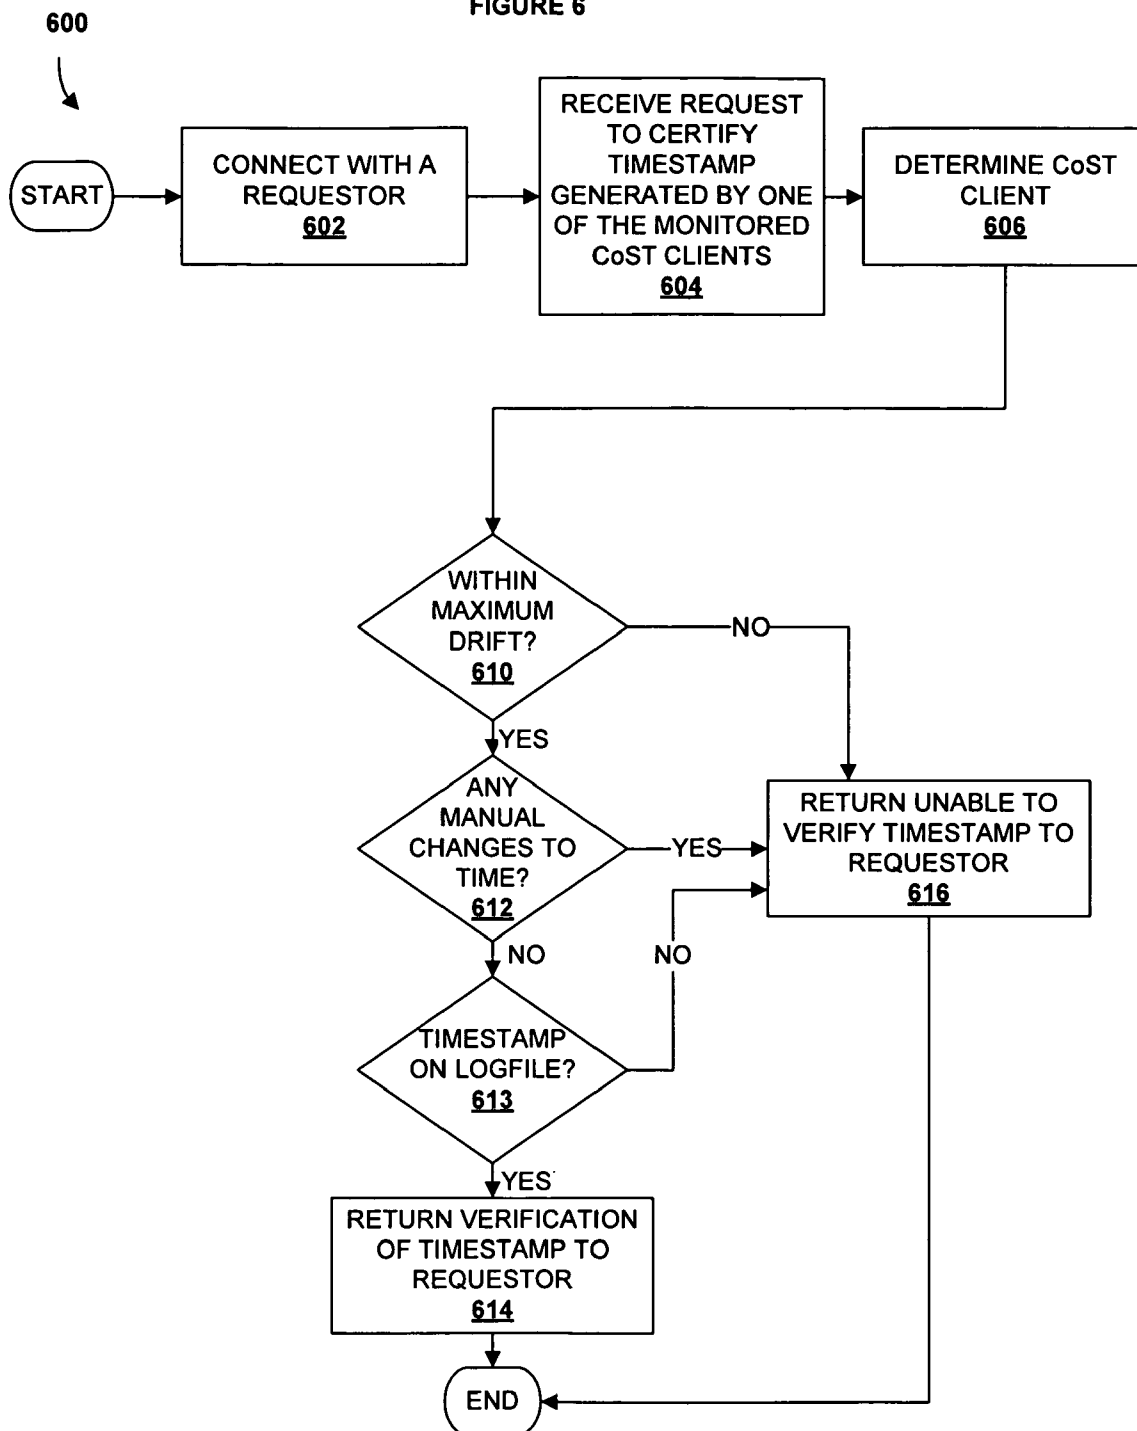 FIGURE 6
600
START
CONNECT WITH A
REQUESTOR
602
RECEIVE REQUEST
TO CERTIFY
TIMESTAMP
GENERATED BY ONE
OF THE MONITORED
CoST CLIENTS
604
DETERMINE CoST
CLIENT
606
WITHIN
MAXIMUM
DRIFT?
610
NO
YES
ANY
MANUAL
CHANGES TO
TIME?
612
YES
NO
RETURN UNABLE TO
VERIFY TIMESTAMP TO
REQUESTOR
616
NO
TIMESTAMP
ON LOGFILE?
613
YES
RETURN VERIFICATION
OF TIMESTAMP TO
REQUESTOR
614
END